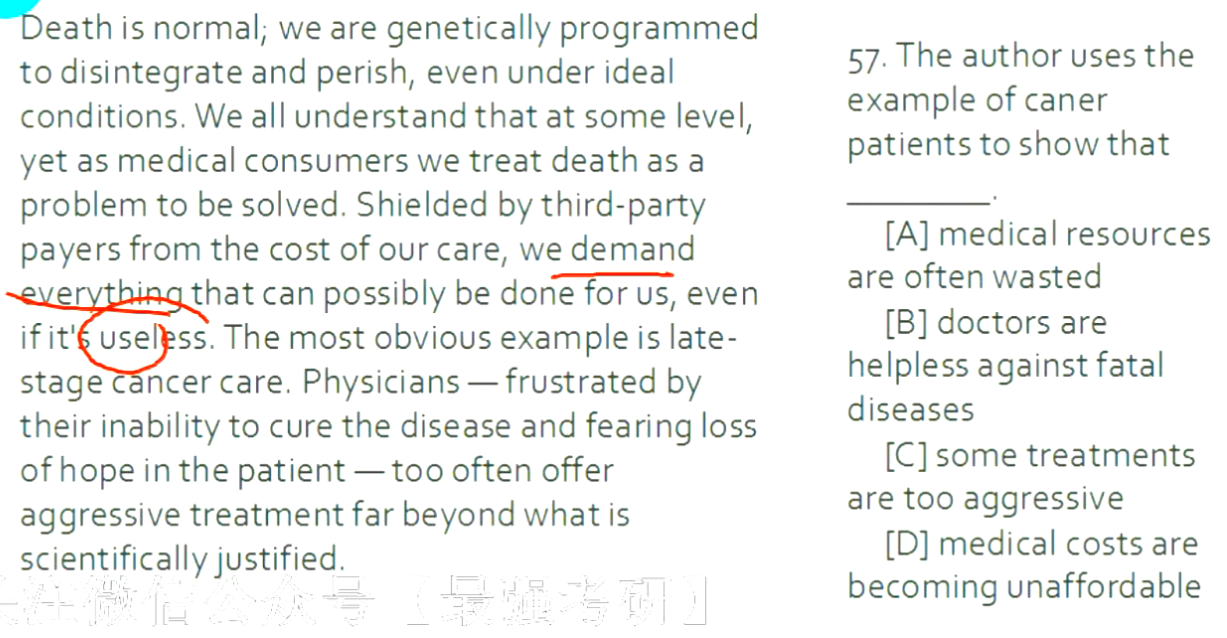 Death is normal; we are genetically programmed
to disintegrate and perish, even under ideal
conditions. We all understand that at some level,
yet as medical consumers we treat death as a
problem to be solved. Shielded by third-party
payers from the cost of our care, we demand
everything that can possibly be done for us, even
if it's useless. The most obvious example is late-
stage cancer care. Physicians — frustrated by
their inability to cure the disease and fearing loss
of hope in the patient — too often offer
aggressive treatment far beyond what is
scientifically justified.
57. The author uses the
example of caner
patients to show that
_________.
[A] medical resources
are often wasted
[B] doctors are
helpless against fatal
diseases
[C] some treatments
are too aggressive
[D] medical costs are
becoming unaffordable
关注微信公众号【最强考研】